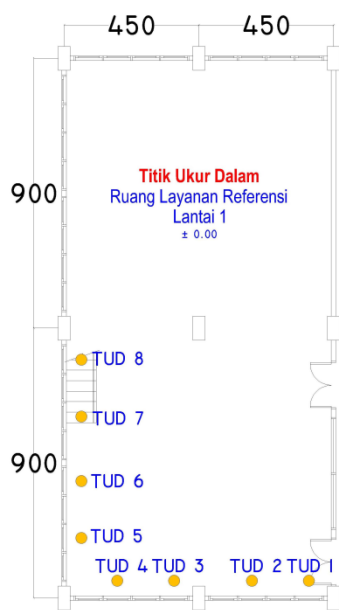 450 450
Titik Ukur Dalam
900 Ruang Layanan Referensi
Lantai 1
± 0.00
TUD 8
TUD 7
900
TUD 6
TUD 5
TUD 4 TUD 3 TUD 2 TUD 1